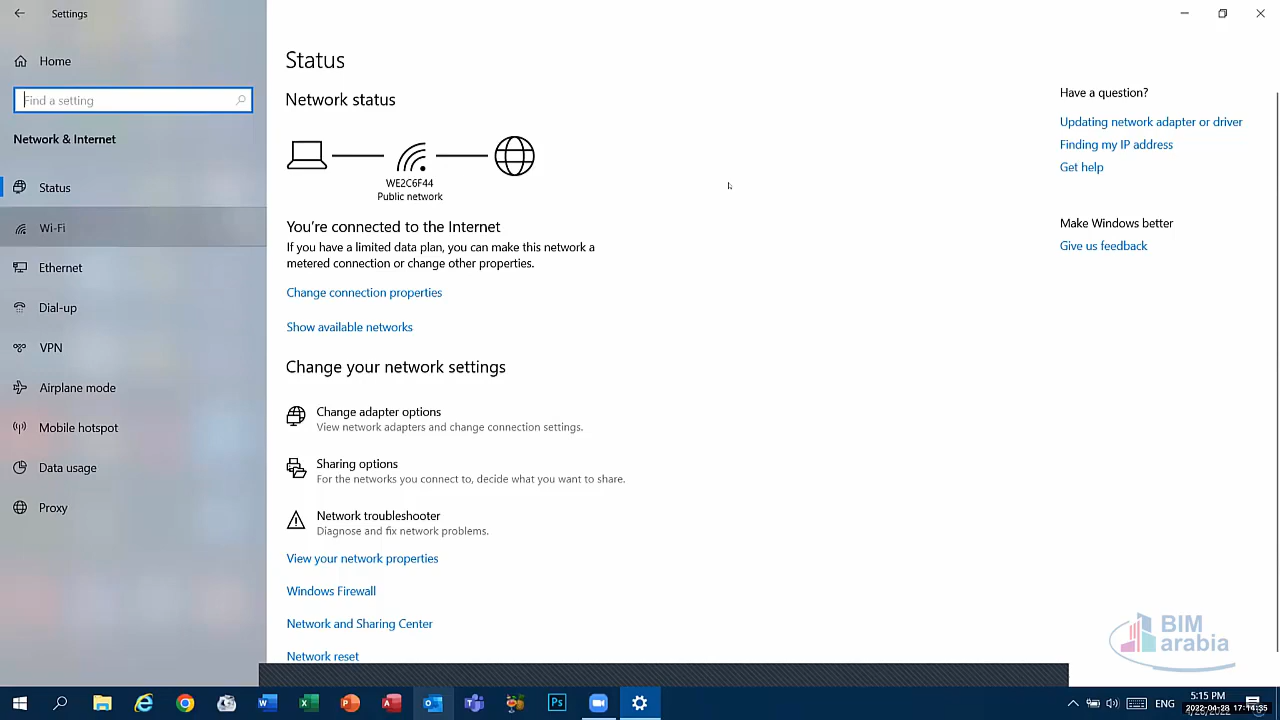 Settings
Home
Find a setting
Network & Internet
Status
Wi-Fi
Ethernet
Dial-up
VPN
Airplane mode
Mobile hotspot
Data usage
Proxy
Status
Network status
WE2C6F44
Public network
You're connected to the Internet
If you have a limited data plan, you can make this network a
metered connection or change other properties.
Change connection properties
Show available networks
Change your network settings
Change adapter options
View network adapters and change connection settings.
Sharing options
For the networks you connect to, decide what you want to share.
Network troubleshooter
Diagnose and fix network problems.
View your network properties
Windows Firewall
Network and Sharing Center
Network reset
Have a question?
Updating network adapter or driver
Finding my IP address
Get help
Make Windows better
Give us feedback
BIM
arabia
ENG
5:15 PM
2022-04-28 17:14:35